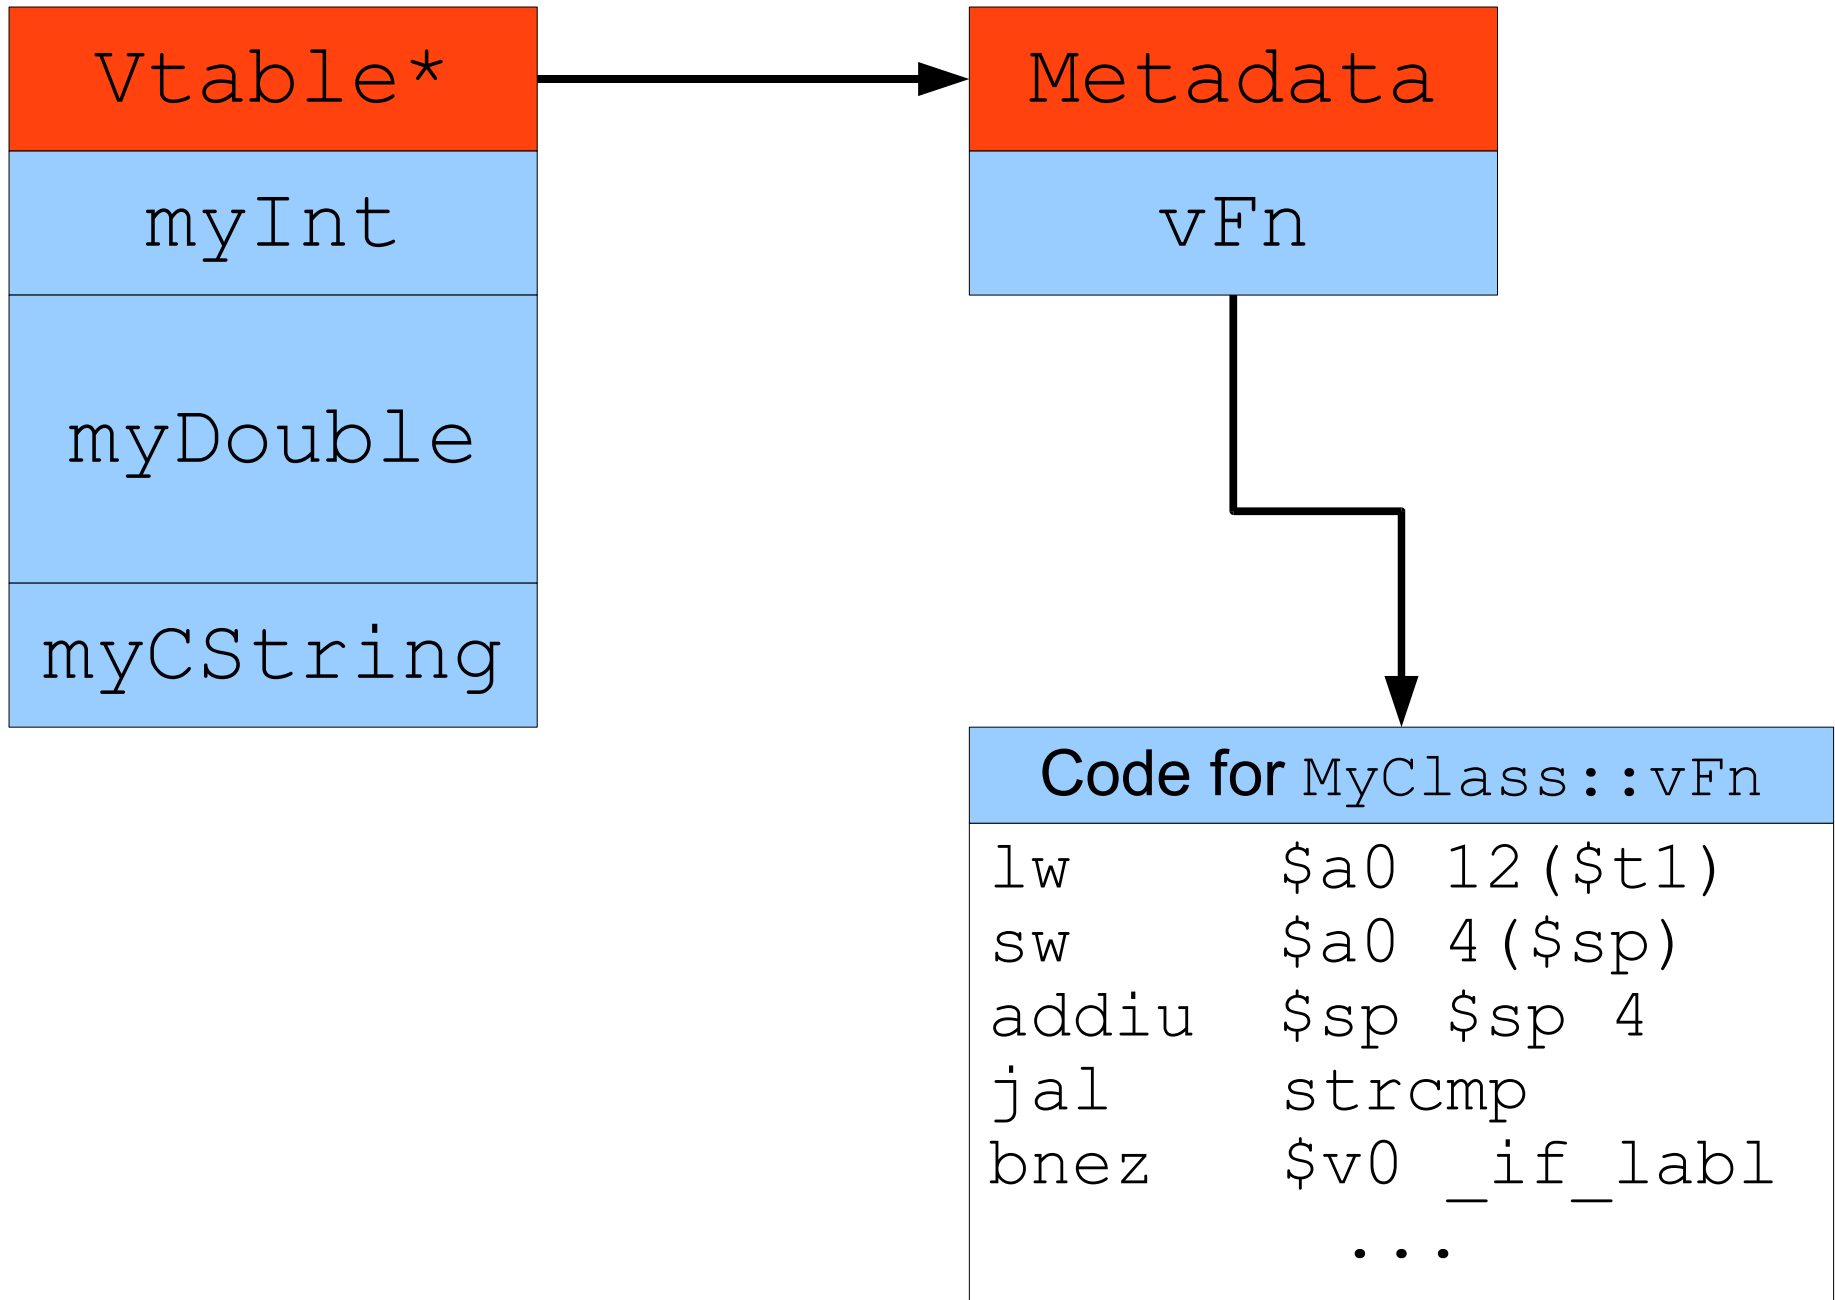 Vtable*
myInt
myDouble
myCString
Metadata
vFn
Code for MyClass::vFn
lw $a0 12($t1)
sw $a0 4($sp)
addiu $sp $sp 4
jal strcmp
bnez $v0 _if_labl
...